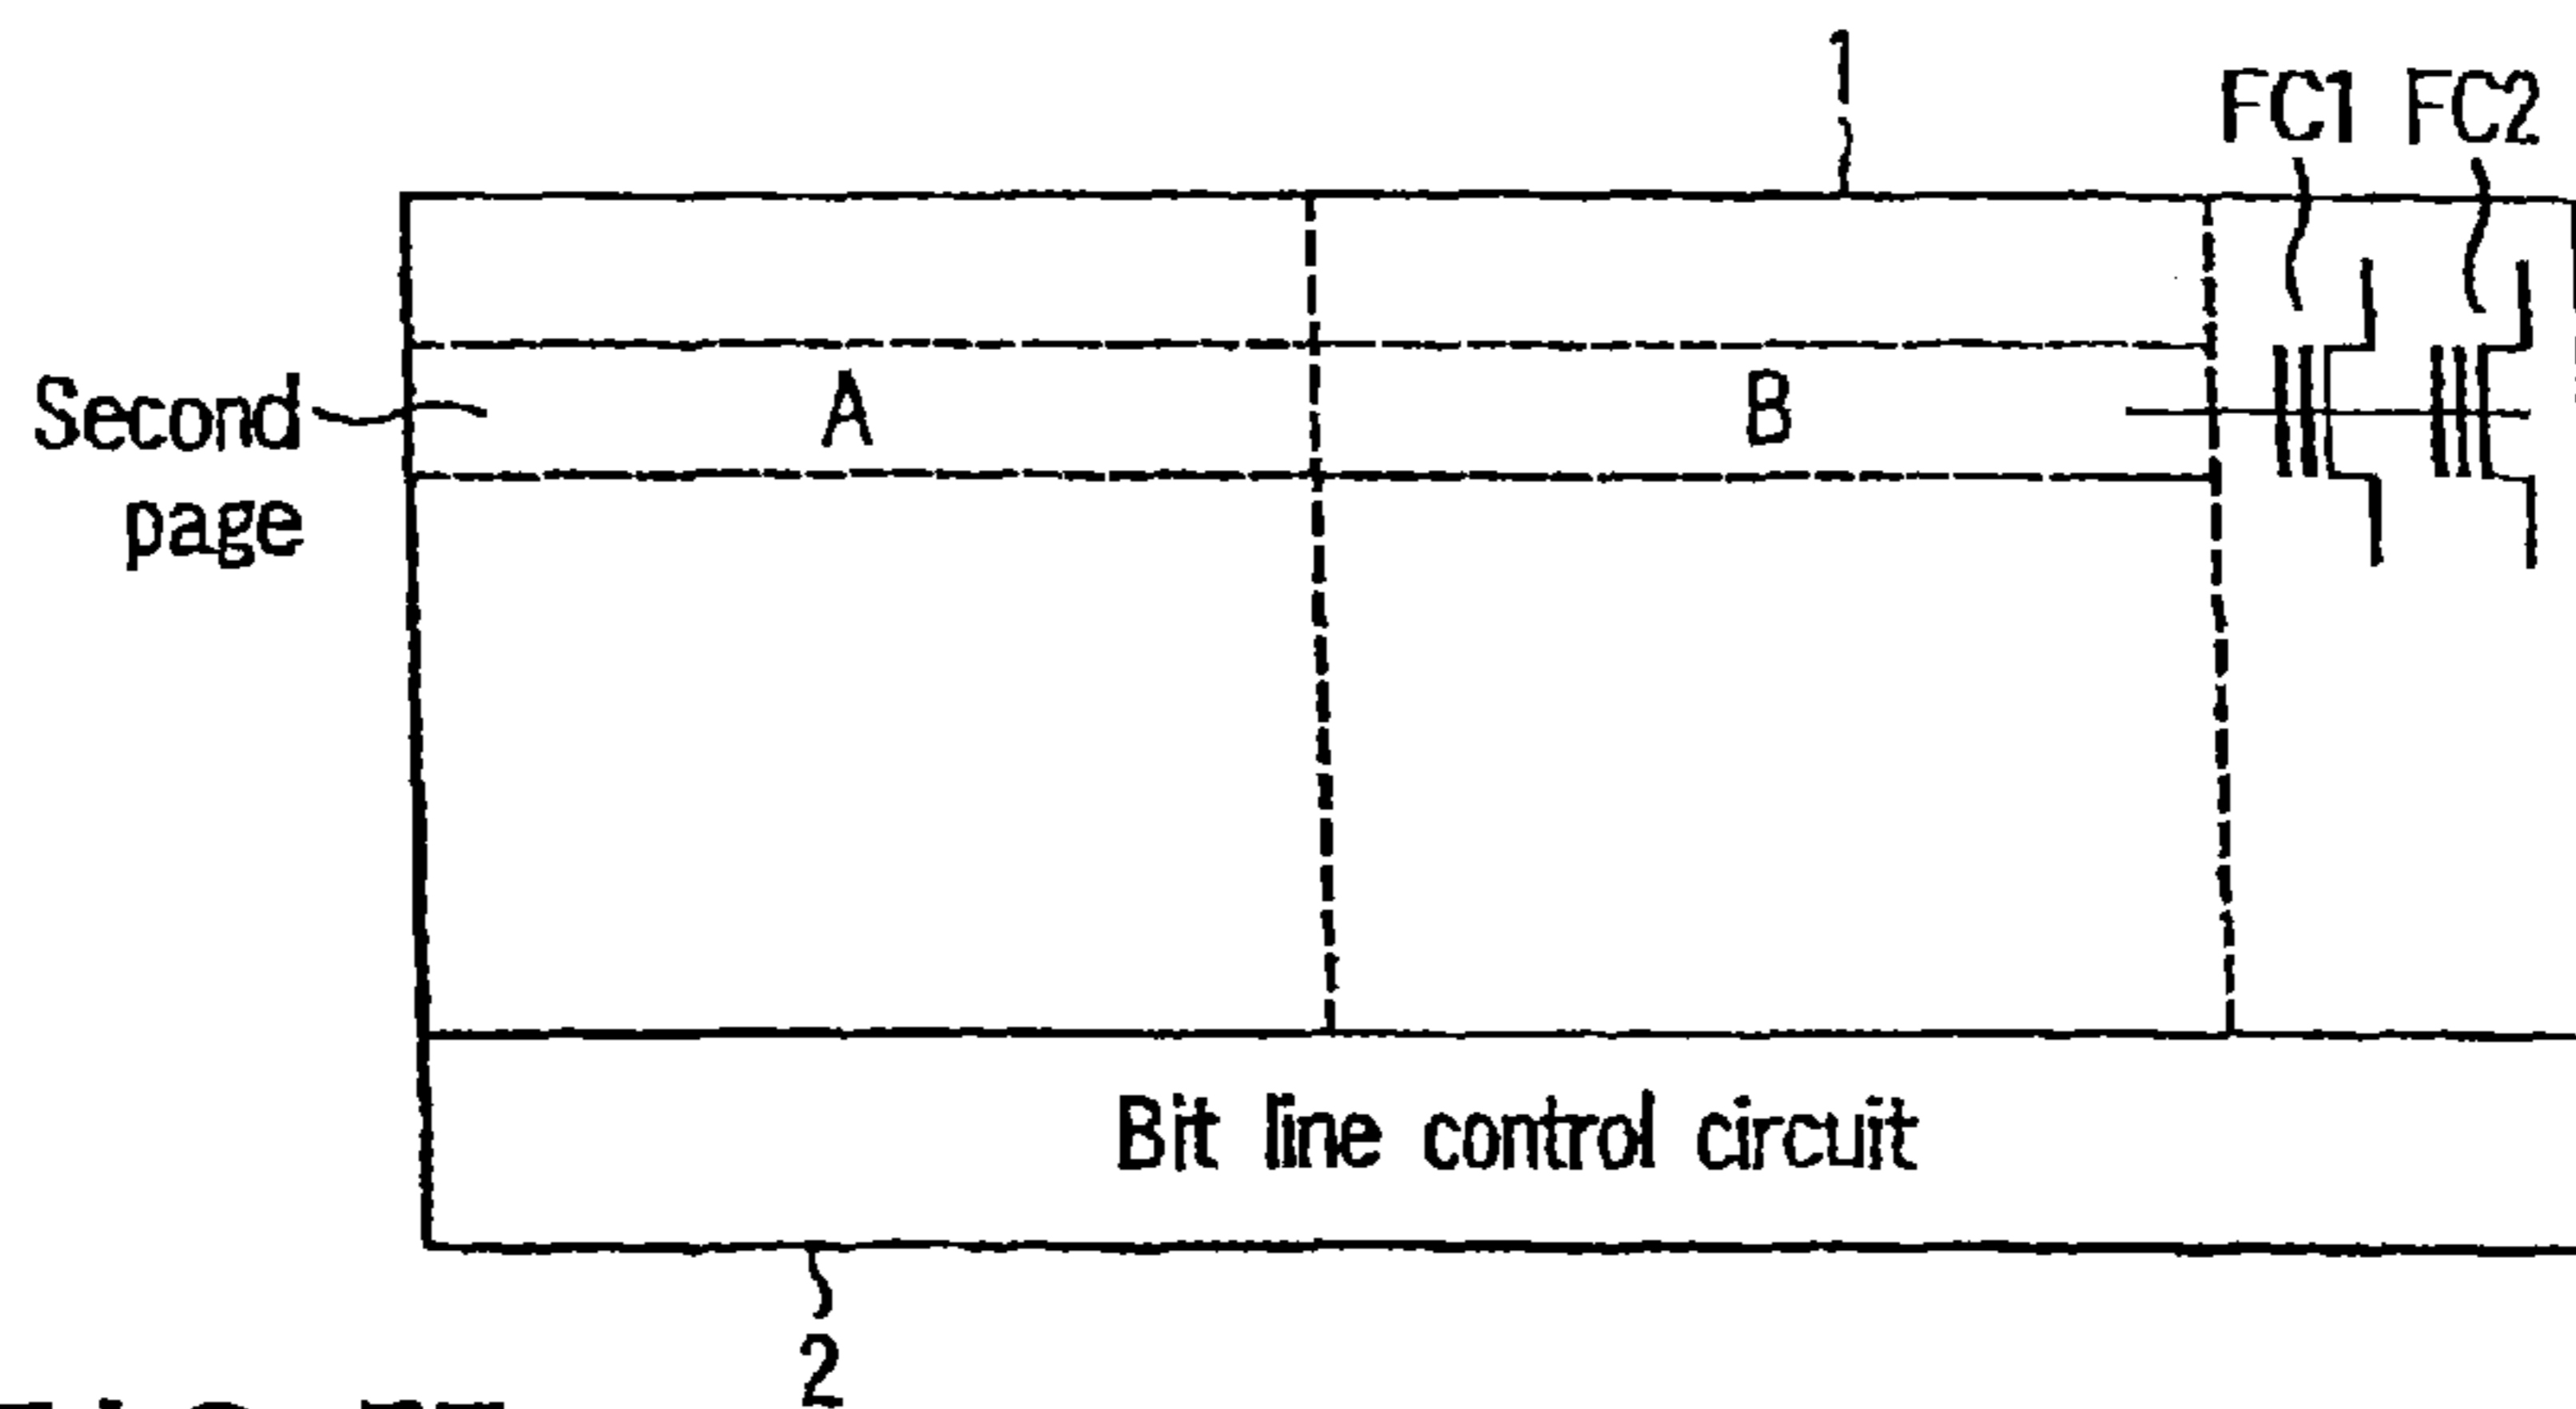 1
FC1 FC2
Second
page
A
B
Bit line control circuit
2